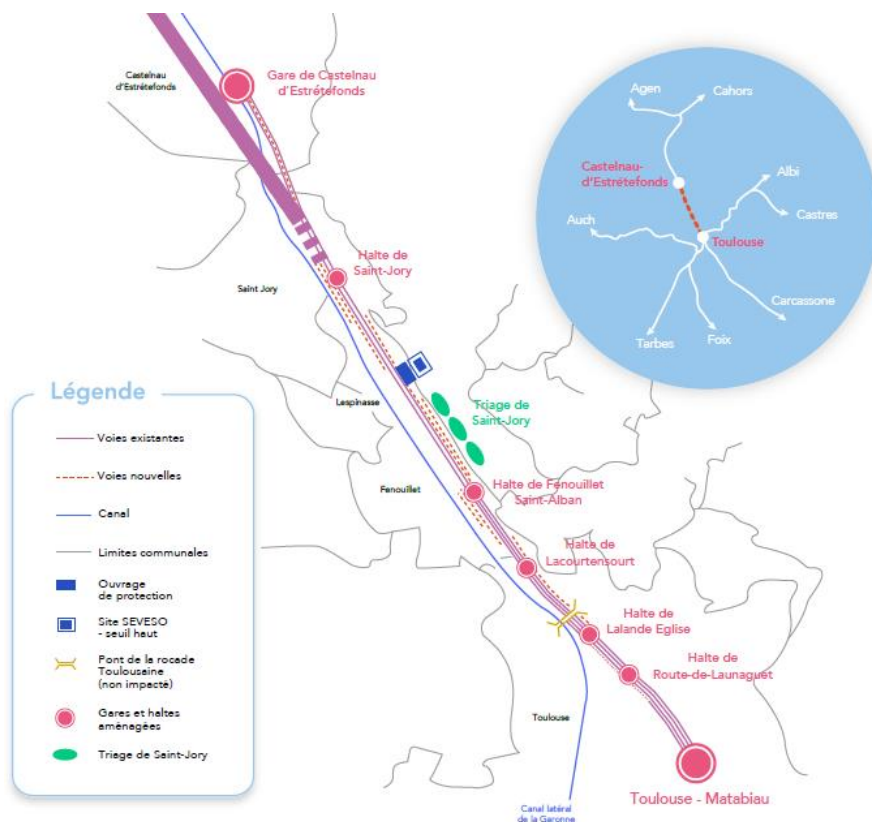 Castelnau
d'Estrétefonds
Gare de Castelnau
d'Estrétefonds
Halte de
Saint-Jory
Saint Jory
Lespinasse
Triage de
Saint-Jory
Fenouillet
Halte de Fenouillet
Saint-Alban
Halte de
Lacourtensourt
Halte de
Lalande Eglise
Halte de
Route-de-Launaguet
Toulouse
Toulouse - Matabiau
Canal latéral
de la Garonne
Agen
Cahors
Castelnau-
d'Estrétefonds
Albi
Auch
Castres
Toulouse
Carcassone
Tarbes
Foix
Légende
Voies existantes
Voies nouvelles
Canal
Limites communales
Ouvrage
de protection
Site SEVESO
- seuil haut
Pont de la rocade
Toulousaine
(non impacté)
Gares et haltes
aménagées
Triage de Saint-Jory